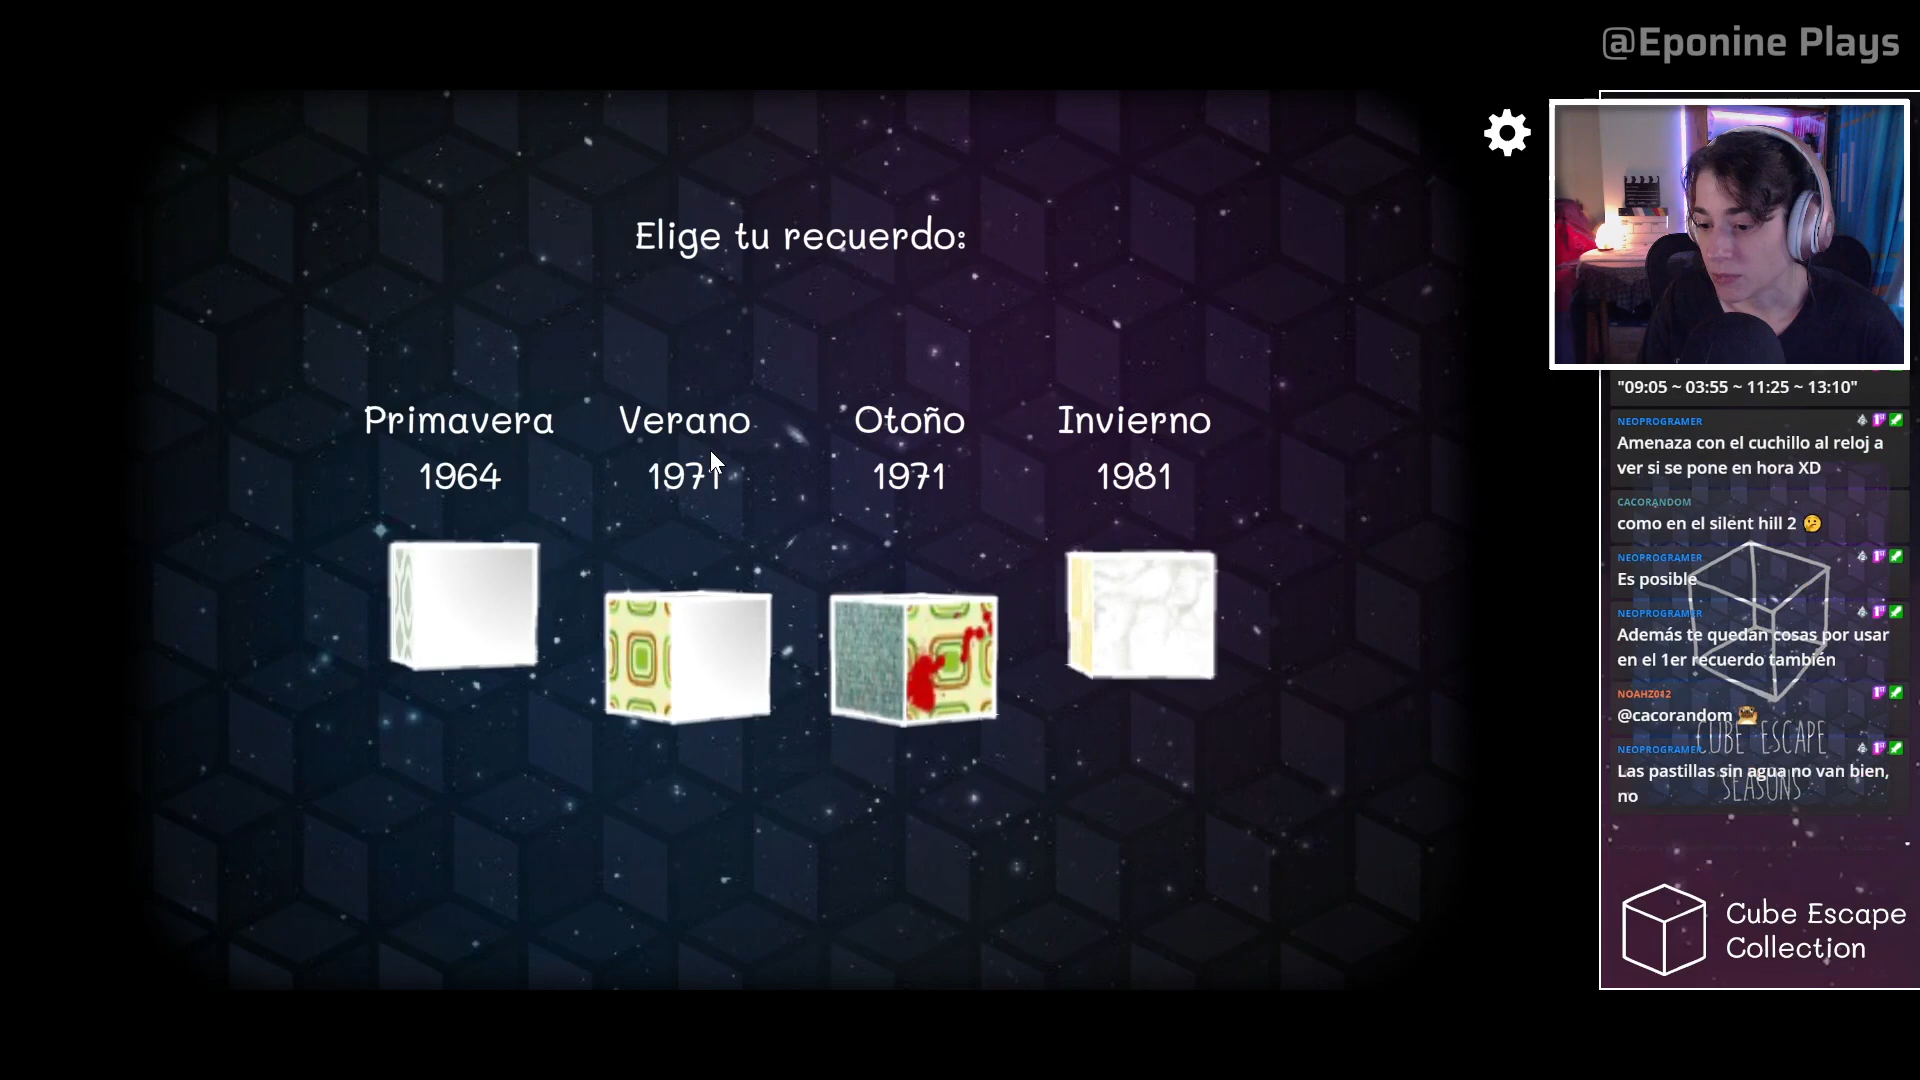 @Eponine Plays
Elige tu recuerdo:
Primavera
1964
Verano
1971
Otoño
1971
Invierno
1981
"09:05 ~ 03:55 ~ 11:25 ~ 13:10"
NEOPROGRAMER
Amenaza con el cuchillo al reloj a
ver si se pone en hora XD
CACORANDOM
como en el silent hill 2 🤔
NEOPROGRAMER
Es posible
NEOPROGRAMER
Además te quedan cosas por usar
en el 1er recuerdo también
NOAHZ042
@cacorandom
NEOPROGRAMER
Las pastillas sin agua no van bien,
no
CUBE ESCAPE
SEASONS
Cube Escape
Collection